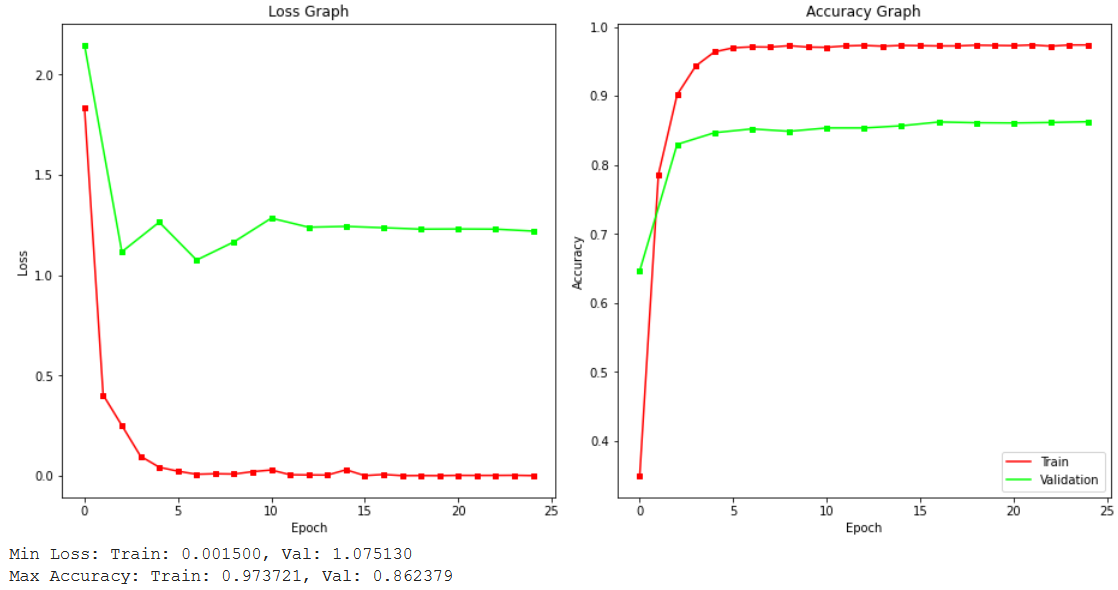 Loss Graph
2.0
1.5
1.0
0.5
0.0
Loss
0 5 10 15 20 25
Epoch
Accuracy Graph
1.0
0.9
0.8
0.7
0.6
0.5
0.4
Accuracy
Train
Validation
0 5 10 15 20 25
Epoch
Min Loss: Train: 0.001500, Val: 1.075130
Max Accuracy: Train: 0.973721, Val: 0.862379